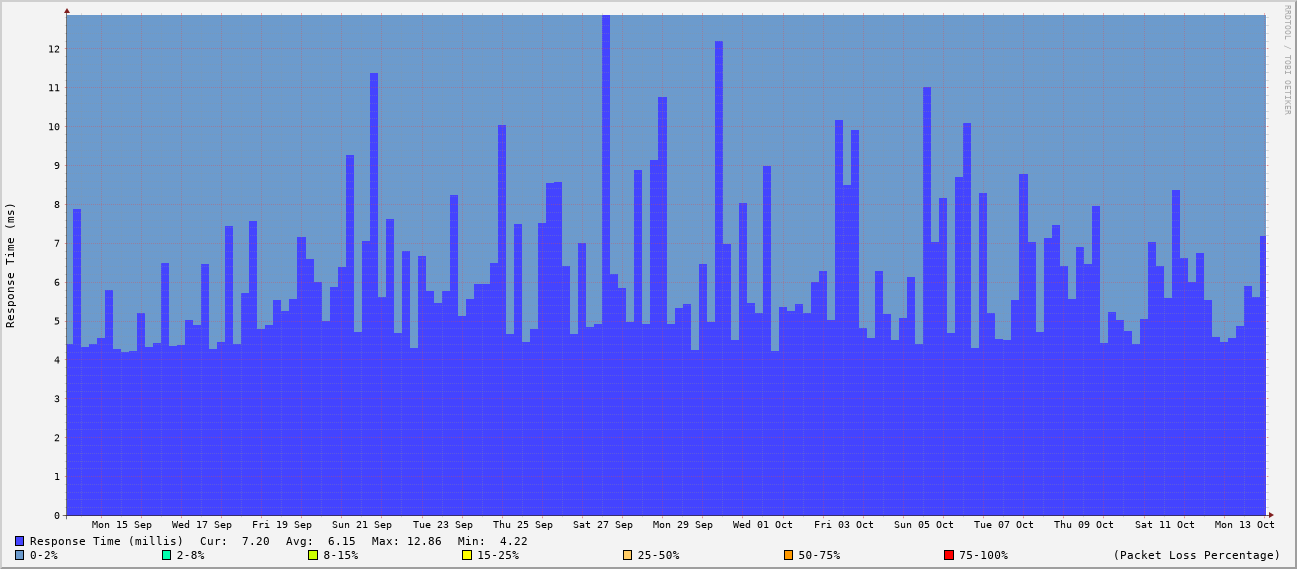 RRDTOOL / TOBI OETIKER
Response Time (ms)
12
11
10
9
8
7
6
5
4
3
2
1
0
Mon 15 Sep Wed 17 Sep Fri 19 Sep Sun 21 Sep Tue 23 Sep Thu 25 Sep Sat 27 Sep Mon 29 Sep Wed 01 Oct Fri 03 Oct Sun 05 Oct Tue 07 Oct Thu 09 Oct Sat 11 Oct Mon 13 Oct
Response Time (millis) Cur: 7.20 Avg: 6.15 Max: 12.86 Min: 4.22
0-2% 2-8% 8-15% 15-25% 25-50% 50-75% 75-100% (Packet Loss Percentage)